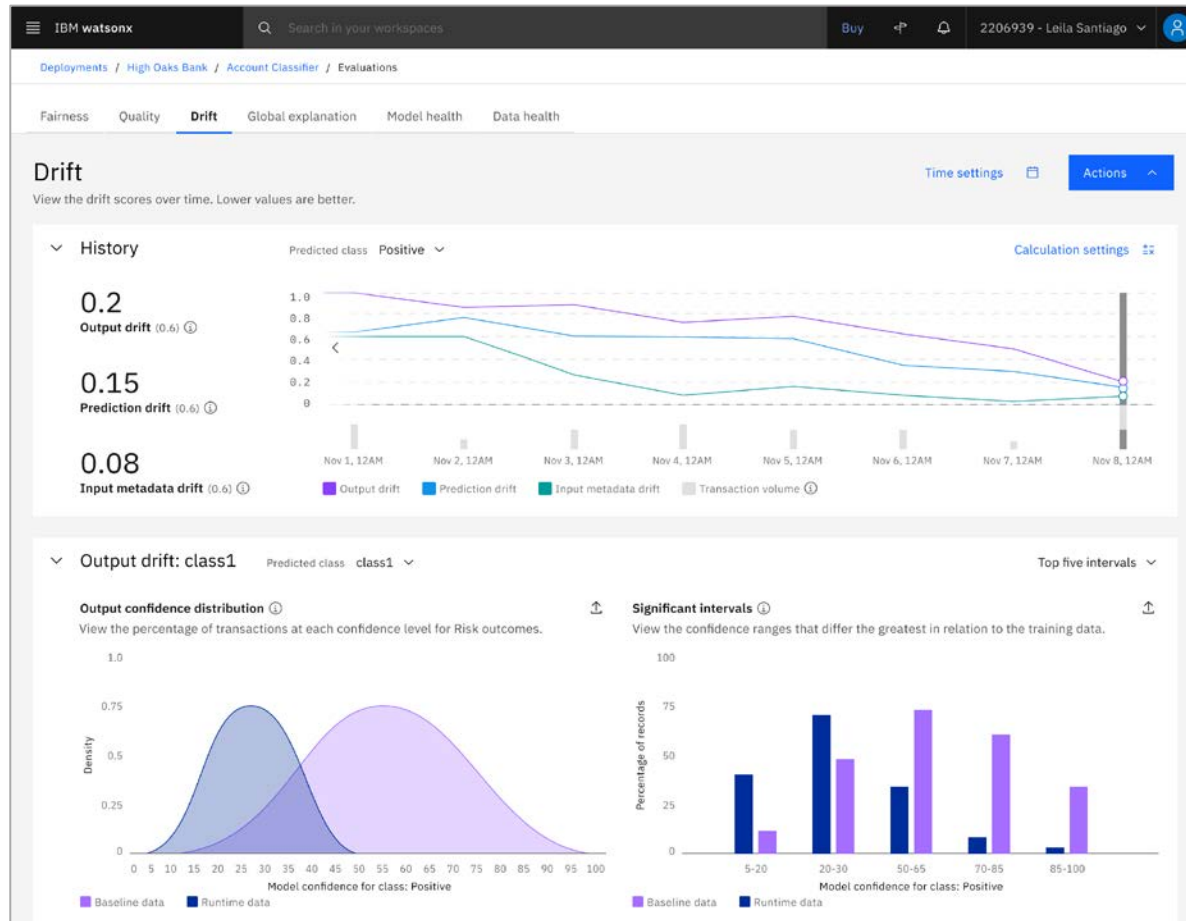 IBM watsonx
Search in your workspaces
Buy
2206939 - Leila Santiago
Deployments / High Oaks Bank / Account Classifier / Evaluations
Fairness Quality Drift Global explanation Model health Data health
Drift
View the drift scores over time. Lower values are better.
Time settings
Actions
History
Predicted class Positive
Calculation settings
0.2
Output drift (0.6)
0.15
Prediction drift (0.6)
0.08
Input metadata drift (0.6)
1.0
0.8
0.6
0.4
0.2
0
Nov 1, 12AM Nov 2, 12AM Nov 3, 12AM Nov 4, 12AM Nov 5, 12AM Nov 6, 12AM Nov 7, 12AM Nov 8, 12AM
Output drift Prediction drift Input metadata drift Transaction volume
Output drift: class1
Predicted class class1
Top five intervals
Output confidence distribution
View the percentage of transactions at each confidence level for Risk outcomes.
1.0
0.75
0.5
0.25
0
Density
0 5 10 15 20 25 30 35 40 45 50 55 60 65 70 75 80 85 90 95 100
Model confidence for class: Positive
Baseline data Runtime data
Significant intervals
View the confidence ranges that differ the greatest in relation to the training data.
100
75
50
25
0
Percentage of records
5-20 20-30 50-65 70-85 85-100
Model confidence for class: Positive
Baseline data Runtime data